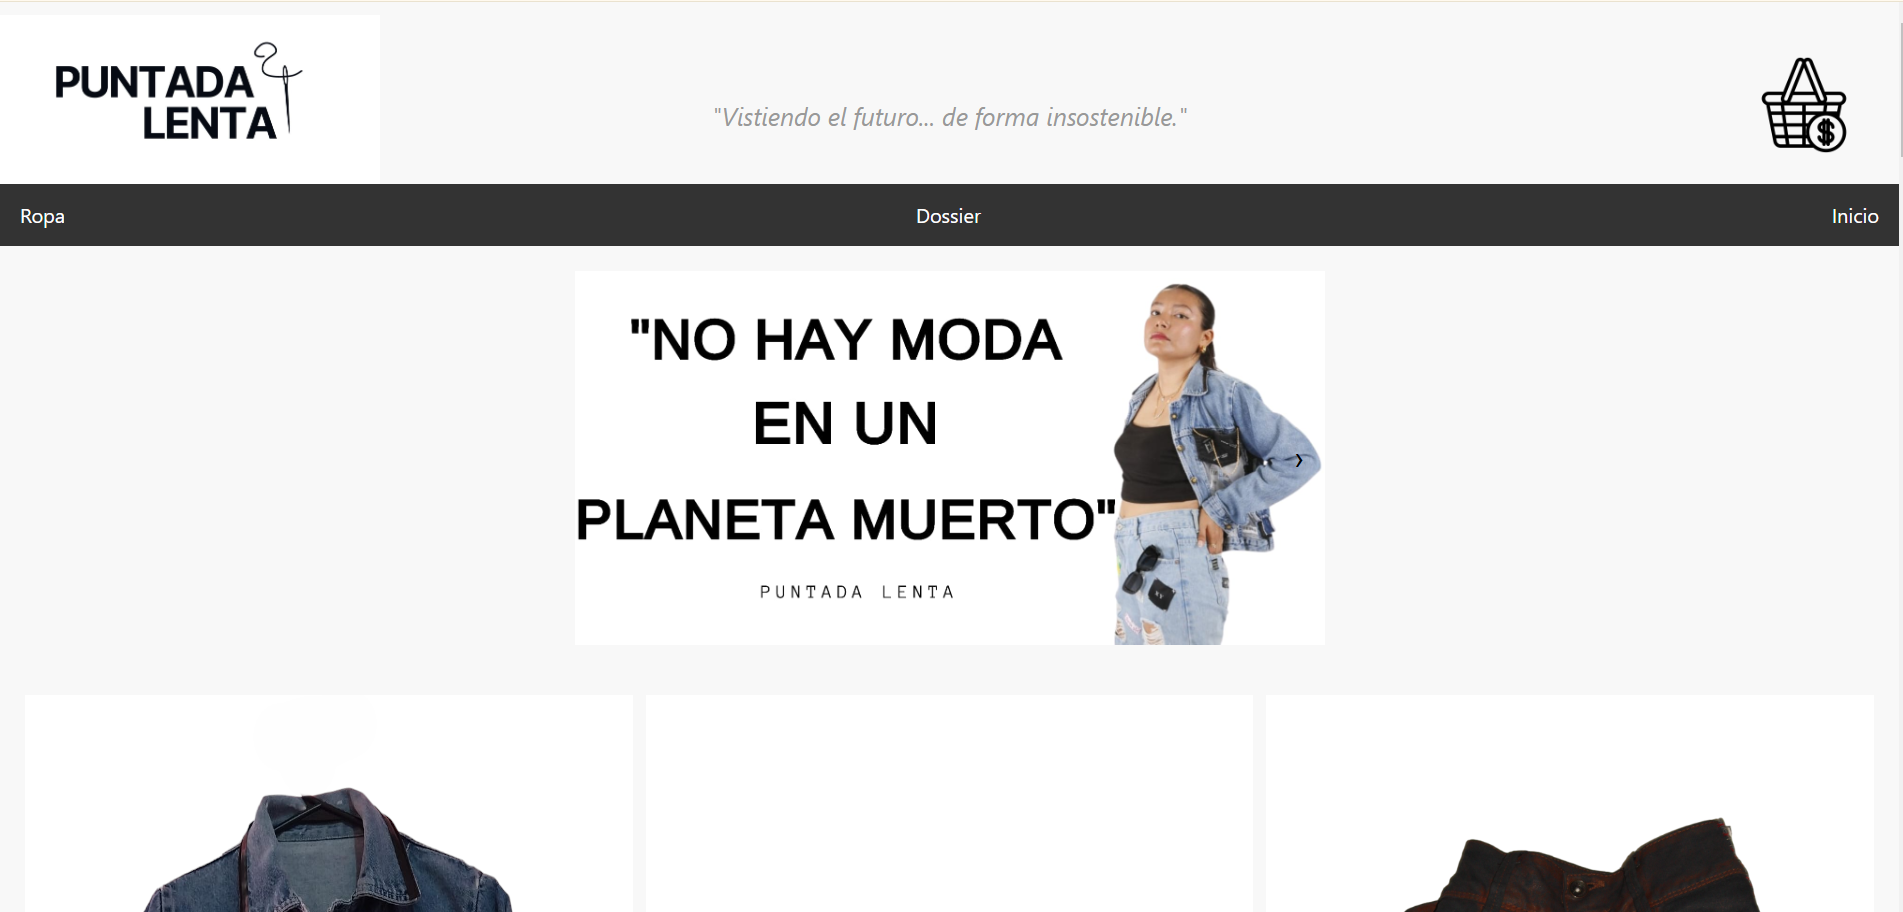 PUNTADA
LENTA
"Vistiendo el futuro... de forma insostenible."
$
Ropa
Dossier
Inicio
"NO HAY MODA
EN UN
PLANETA MUERTO"
PUNTADA LENTA